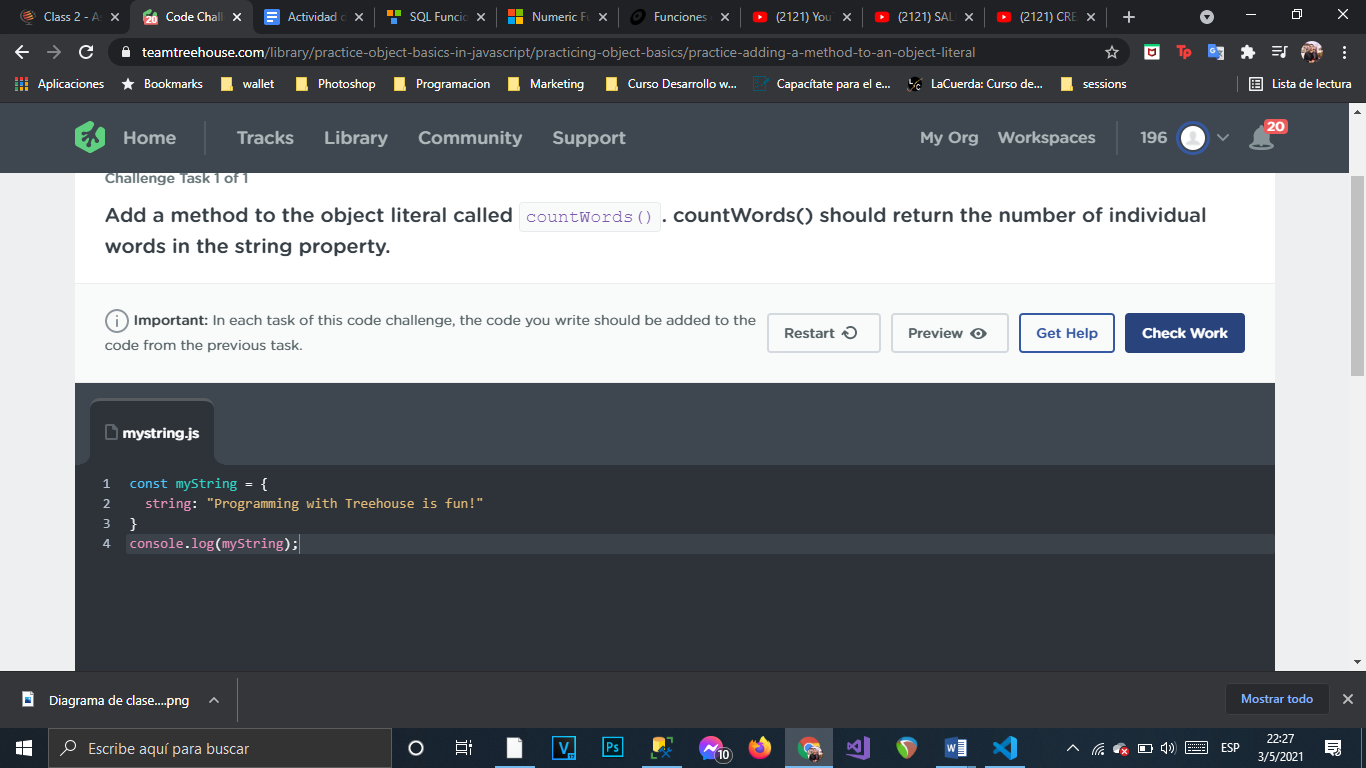 Class 2 - A
Code Chall
Actividad d
SQL Funcio
Numeric Fu
Funciones
(2121) You
(2121) SAL
(2121) CRE
teamtreehouse.com/library/practice-object-basics-in-javascript/practicing-object-basics/practice-adding-a-method-to-an-object-literal
Aplicaciones
Bookmarks
wallet
Photoshop
Programacion
Marketing
Curso Desarrollo w...
Capacítate para el e...
LaCuerda: Curso de...
sessions
Lista de lectura
Home
Tracks
Library
Community
Support
My Org
Workspaces
196
20
Challenge Task 1 of 1
Add a method to the object literal called countWords() . countWords() should return the number of individual
words in the string property.
Important: In each task of this code challenge, the code you write should be added to the
code from the previous task.
Restart
Preview
Get Help
Check Work
mystring.js
1 const myString = {
2 string: "Programming with Treehouse is fun!"
3 }
4 console.log(myString);
Diagrama de clase....png
Mostrar todo
Escribe aquí para buscar
Ps
10
ESP
22:27
3/5/2021